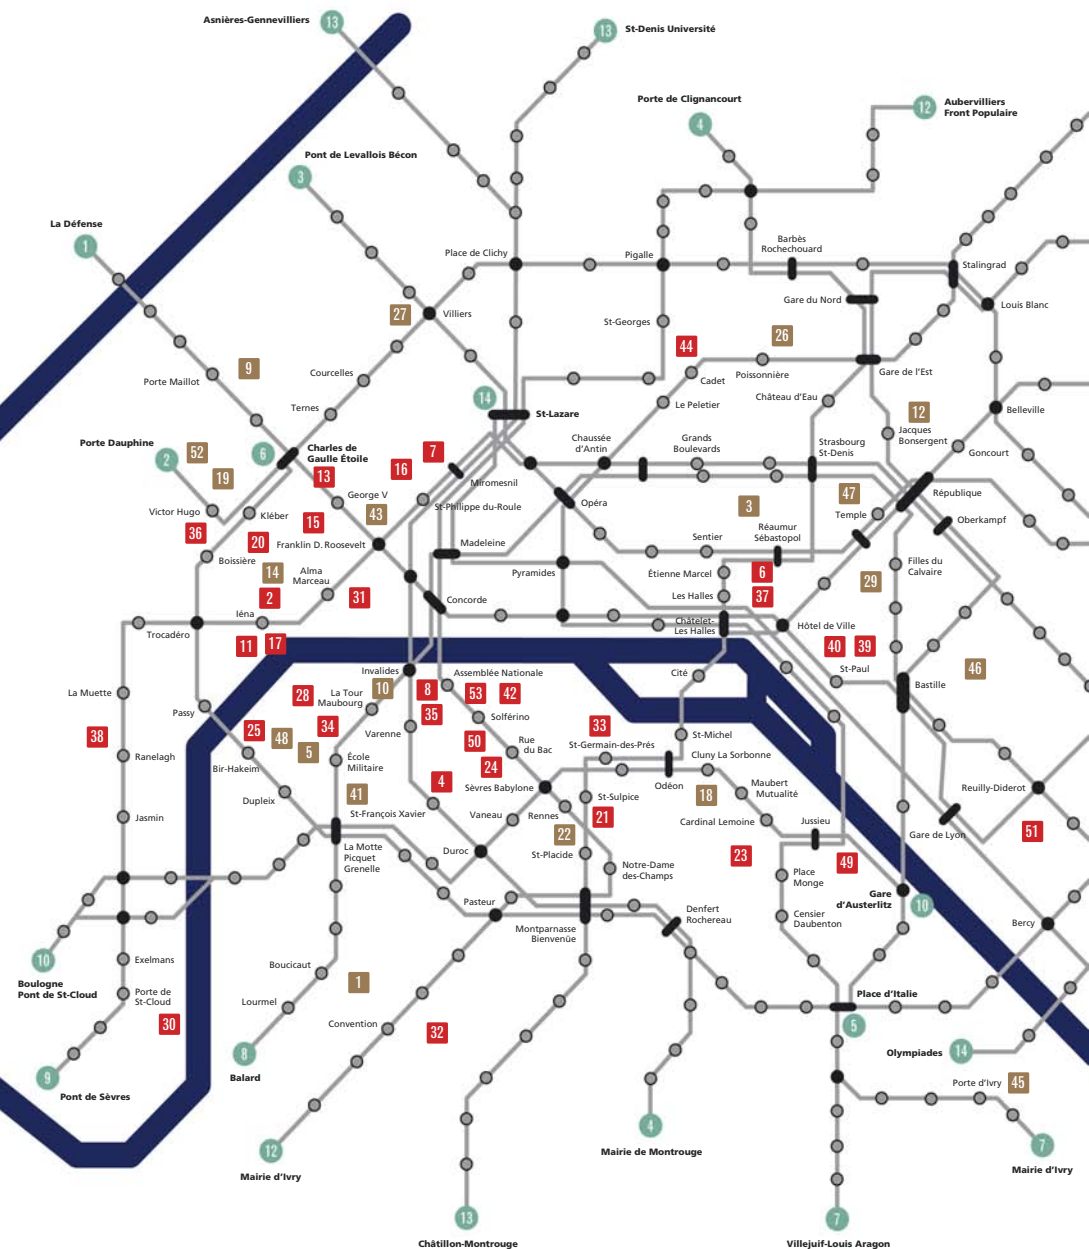 Asnières-Gennevilliers
13
13
St-Denis Université
Porte de Clignancourt
4
12
Aubervilliers
Front Populaire
Pont de Levallois Bécon
3
La Défense
1
Place de Clichy
Pigalle
Barbès
Rochechouard
Stalingrad
Gare du Nord
Louis Blanc
27
Villiers
St-Georges
26
44
9
Porte Maillot
Courcelles
Cadet
Poissonnière
Gare de l'Est
Ternes
14
St-Lazare
Le Peletier
Château d'Eau
12
Belleville
Porte Dauphine
2
52
6
Charles de
Gaulle Étoile
7
Chaussée
d'Antin
Grands
Boulevards
Strasbourg
St-Denis
Jacques
Bonsergent
Goncourt
19
13
16
Miromesnil
George V
St-Philippe du-Roule
Opéra
3
47
République
Victor Hugo
Kléber
43
15
Temple
Oberkampf
36
20
Franklin D. Roosevelt
Madeleine
Sentier
Réaumur
Sébastopol
Boissière
14
Alma
Marceau
Pyramides
Étienne Marcel
6
Filles du
Calvaire
29
2
31
Concorde
Les Halles
37
Iéna
Trocadéro
Châtelet-
Les Halles
Hôtel de Ville
11
17
40
39
Invalides
Assemblée Nationale
Cité
St-Paul
46
La Muette
28
La Tour
Maubourg
10
8
53
42
Bastille
Passy
35
Solférino
38
25
48
34
Varenne
33
St-Michel
5
50
Rue
du Bac
St-Germain-des-Prés
Cluny La Sorbonne
Ranelagh
Bir-Hakeim
École
Militaire
24
Odéon
Dupleix
41
4
Sèvres Babylone
18
Maubert
Mutualité
Reuilly-Diderot
St-Sulpice
Jasmin
St-François Xavier
Vaneau
Rennes
21
Cardinal Lemoine
Jussieu
Gare de Lyon
51
22
La Motte
Picquet
Grenelle
Duroc
St-Placide
23
49
Notre-Dame
des-Champs
Place
Monge
Gare
d'Austerlitz
10
Pasteur
Denfert
Rochereau
Censier
Daubenton
Bercy
Montparnasse
Bienvenüe
10
Exelmans
Boucicaut
1
Boulogne
Pont de St-Cloud
Porte de
St-Cloud
Lourmel
Place d'Italie
30
Convention
32
5
8
Olympiades
14
9
Balard
Porte d'Ivry
45
Pont de Sèvres
4
12
7
Mairie d'Ivry
Mairie de Montrouge
Mairie d'Ivry
13
7
Châtillon-Montrouge
Villejuif-Louis Aragon